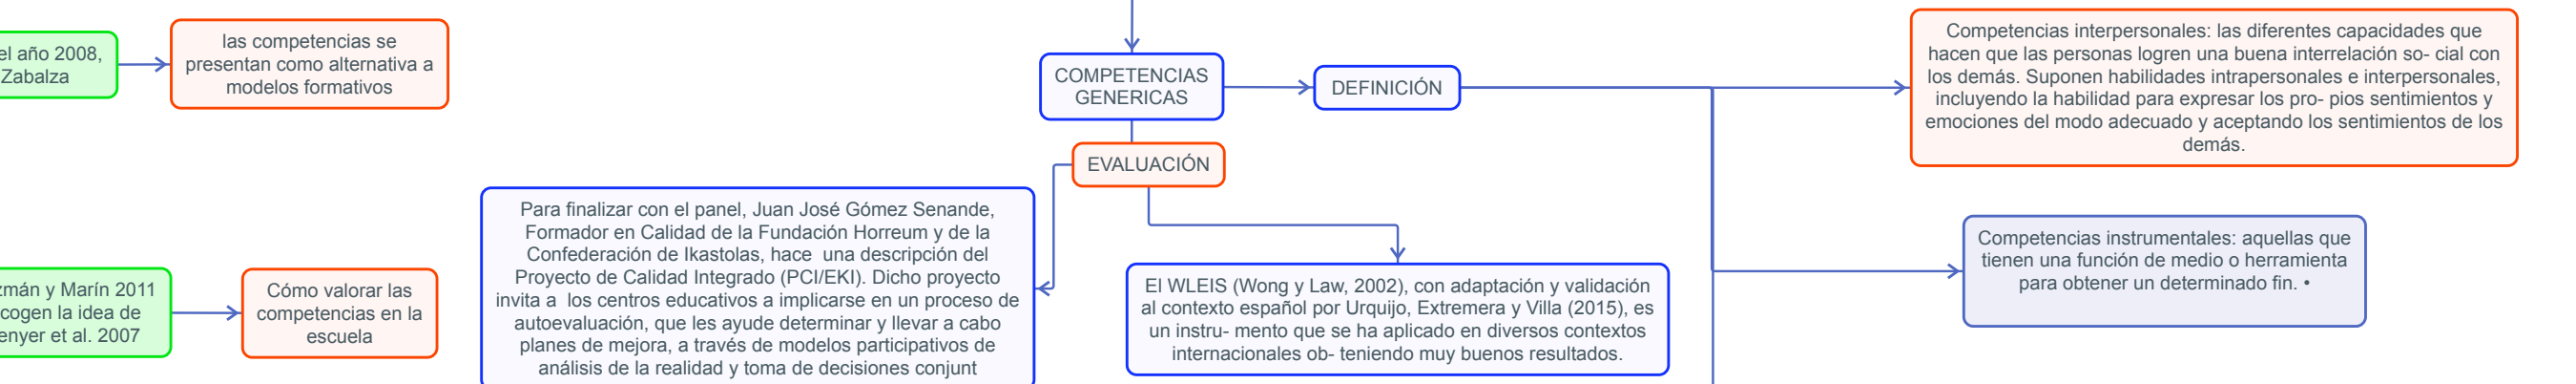 el año 2008,
Zabalza
las competencias se
presentan como alternativa a
modelos formativos
COMPETENCIAS
GENERICAS
DEFINICIÓN
Competencias interpersonales: las diferentes capacidades que
hacen que las personas logren una buena interrelación so- cial con
los demás. Suponen habilidades intrapersonales e interpersonales,
incluyendo la habilidad para expresar los pro- pios sentimientos y
emociones del modo adecuado y aceptando los sentimientos de los
demás.
EVALUACIÓN
Para finalizar con el panel, Juan José Gómez Senande,
Formador en Calidad de la Fundación Horreum y de la
Confederación de Ikastolas, hace  una descripción del
Proyecto de Calidad Integrado (PCI/EKI). Dicho proyecto
invita a  los centros educativos a implicarse en un proceso de
autoevaluación, que les ayude determinar y llevar a cabo
planes de mejora, a través de modelos participativos de
análisis de la realidad y toma de decisiones conjunt
El WLEIS (Wong y Law, 2002), con adaptación y validación
al contexto español por Urquijo, Extremera y Villa (2015), es
un instru- mento que se ha aplicado en diversos contextos
internacionales ob- teniendo muy buenos resultados.
Competencias instrumentales: aquellas que
tienen una función de medio o herramienta
para obtener un determinado fin. •
zmán y Marín 2011
cogen la idea de
enyer et al. 2007
Cómo valorar las
competencias en la
escuela